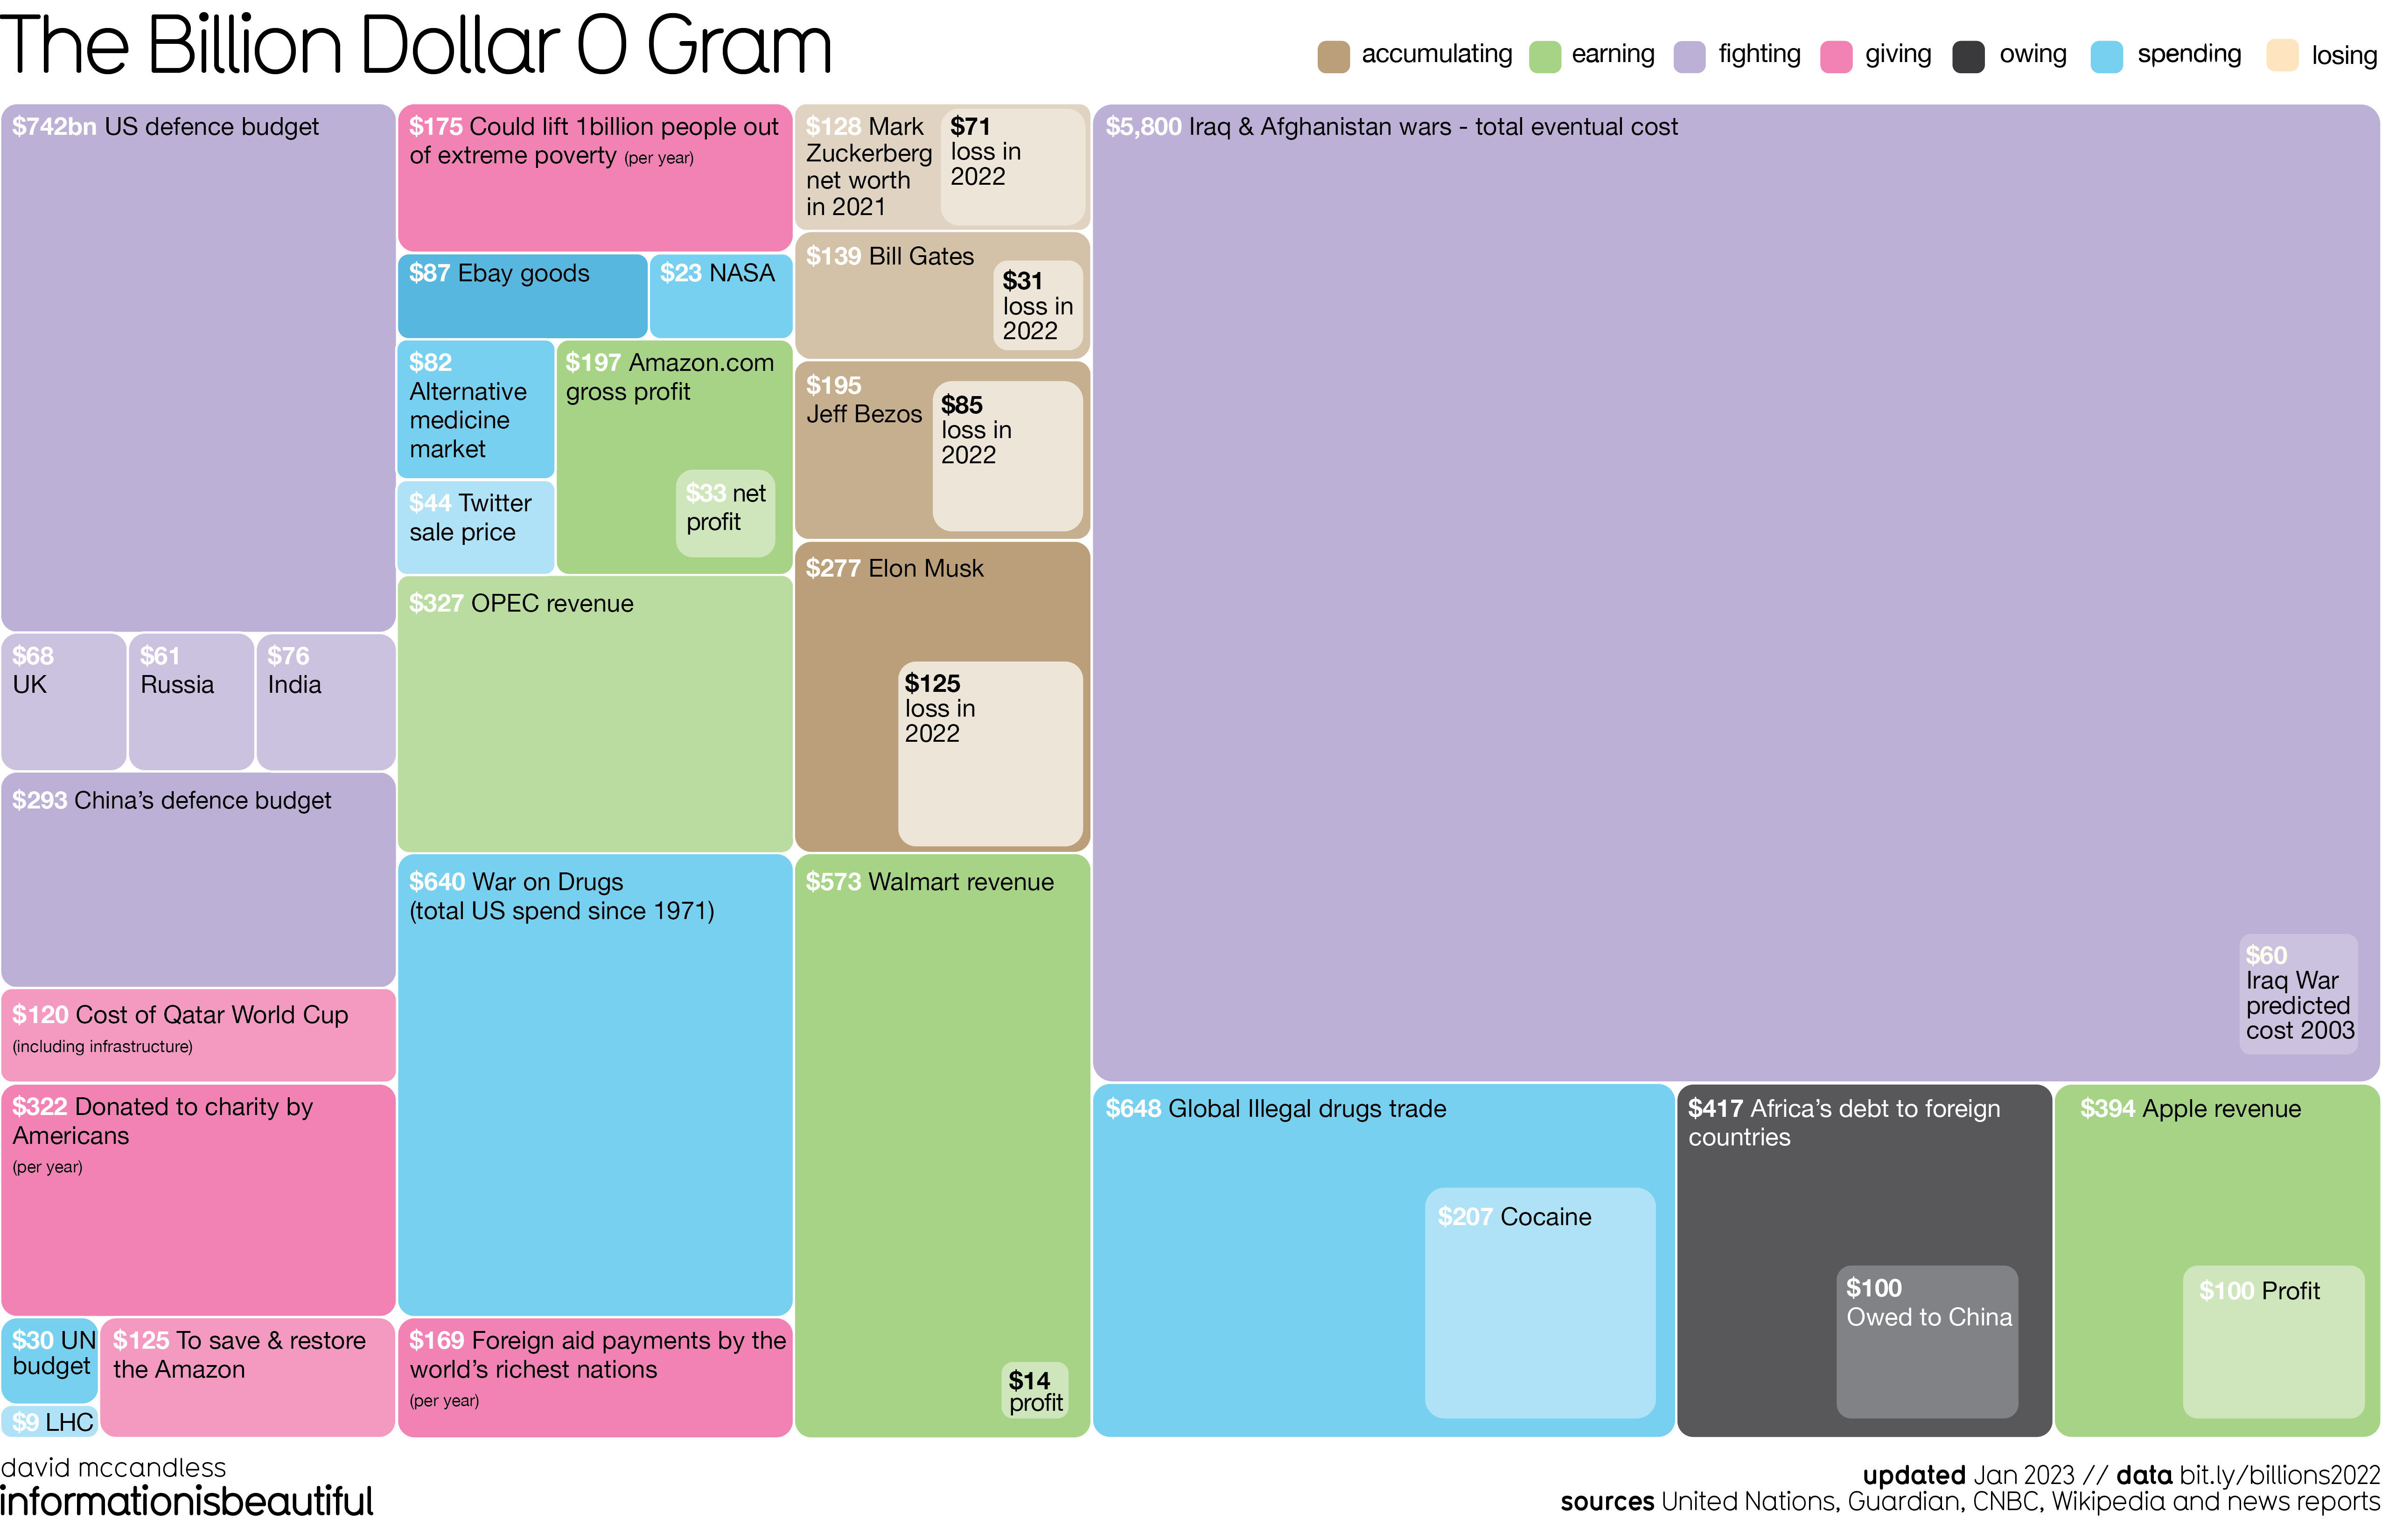 The Billion Dollar O Gram
accumulating
earning
fighting
giving
owing
spending
losing
$742bn US defence budget
$68
UK
$61
Russia
$76
India
$293 China’s defence budget
$120 Cost of Qatar World Cup
(including infrastructure)
$322 Donated to charity by
Americans
(per year)
$30 UN
budget
$9 LHC
$125 To save & restore
the Amazon
$175 Could lift 1billion people out
of extreme poverty (per year)
$87 Ebay goods
$23 NASA
$82
Alternative
medicine
market
$44 Twitter
sale price
$197 Amazon.com
gross profit
$33 net
profit
$327 OPEC revenue
$640 War on Drugs
(total US spend since 1971)
$169 Foreign aid payments by the
world’s richest nations
(per year)
$128 Mark
Zuckerberg
net worth
in 2021
$71
loss in
2022
$139 Bill Gates
$31
loss in
2022
$195
Jeff Bezos
$85
loss in
2022
$277 Elon Musk
$125
loss in
2022
$573 Walmart revenue
$14
profit
$5,800 Iraq & Afghanistan wars - total eventual cost
$60
Iraq War
predicted
cost 2003
$648 Global Illegal drugs trade
$207 Cocaine
$417 Africa’s debt to foreign
countries
$100
Owed to China
$394 Apple revenue
$100 Profit
david mccandless
informationisbeautiful
updated Jan 2023 // data bit.ly/billions2022
sources United Nations, Guardian, CNBC, Wikipedia and news reports